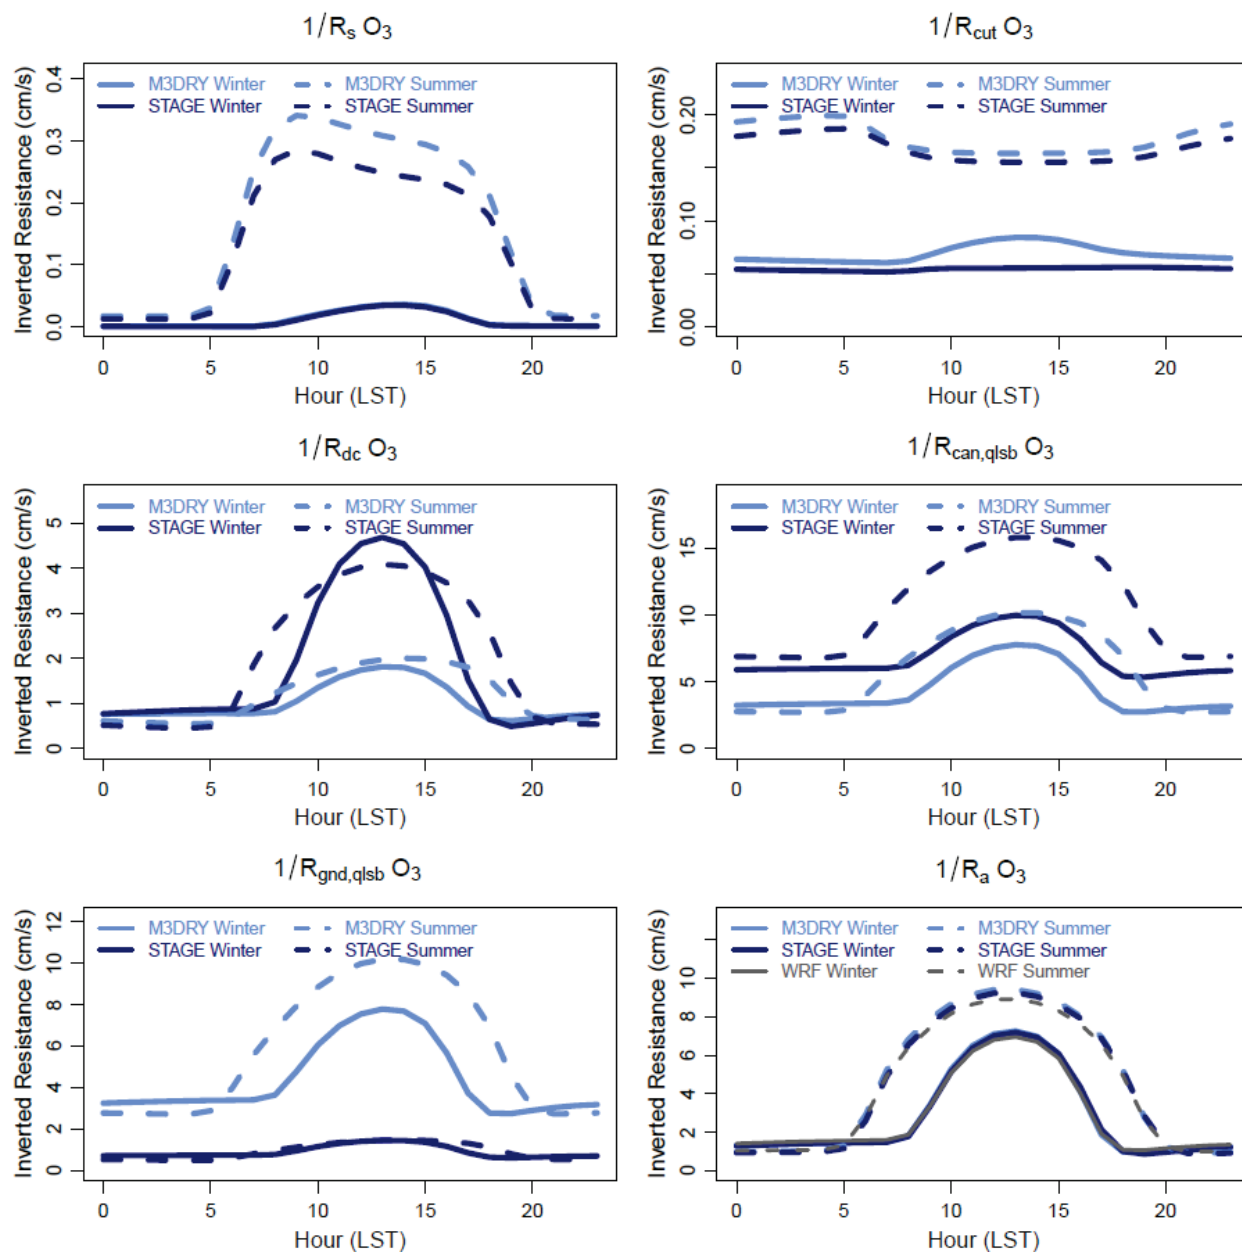 1/Rs O3
M3DRY Winter M3DRY Summer
STAGE Winter STAGE Summer
Inverted Resistance (cm/s)
0.0 0.1 0.2 0.3 0.4
0 5 10 15 20
Hour (LST)
1/Rcut O3
M3DRY Winter M3DRY Summer
STAGE Winter STAGE Summer
Inverted Resistance (cm/s)
0.00 0.10 0.20
0 5 10 15 20
Hour (LST)
1/Rdc O3
M3DRY Winter M3DRY Summer
STAGE Winter STAGE Summer
Inverted Resistance (cm/s)
0 1 2 3 4 5
0 5 10 15 20
Hour (LST)
1/Rcan,qlsb O3
M3DRY Winter M3DRY Summer
STAGE Winter STAGE Summer
Inverted Resistance (cm/s)
0 5 10 15
0 5 10 15 20
Hour (LST)
1/Rgnd,qlsb O3
M3DRY Winter M3DRY Summer
STAGE Winter STAGE Summer
Inverted Resistance (cm/s)
0 2 4 6 8 10 12
0 5 10 15 20
Hour (LST)
1/Ra O3
M3DRY Winter M3DRY Summer
STAGE Winter STAGE Summer
WRF Winter WRF Summer
Inverted Resistance (cm/s)
0 2 4 6 8 10
0 5 10 15 20
Hour (LST)